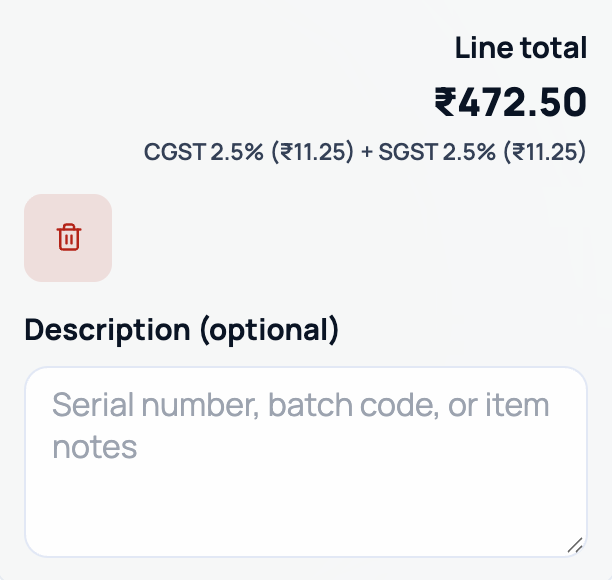 Line total
₹472.50
CGST 2.5% (₹11.25) + SGST 2.5% (₹11.25)
Description (optional)
Serial number, batch code, or item
notes